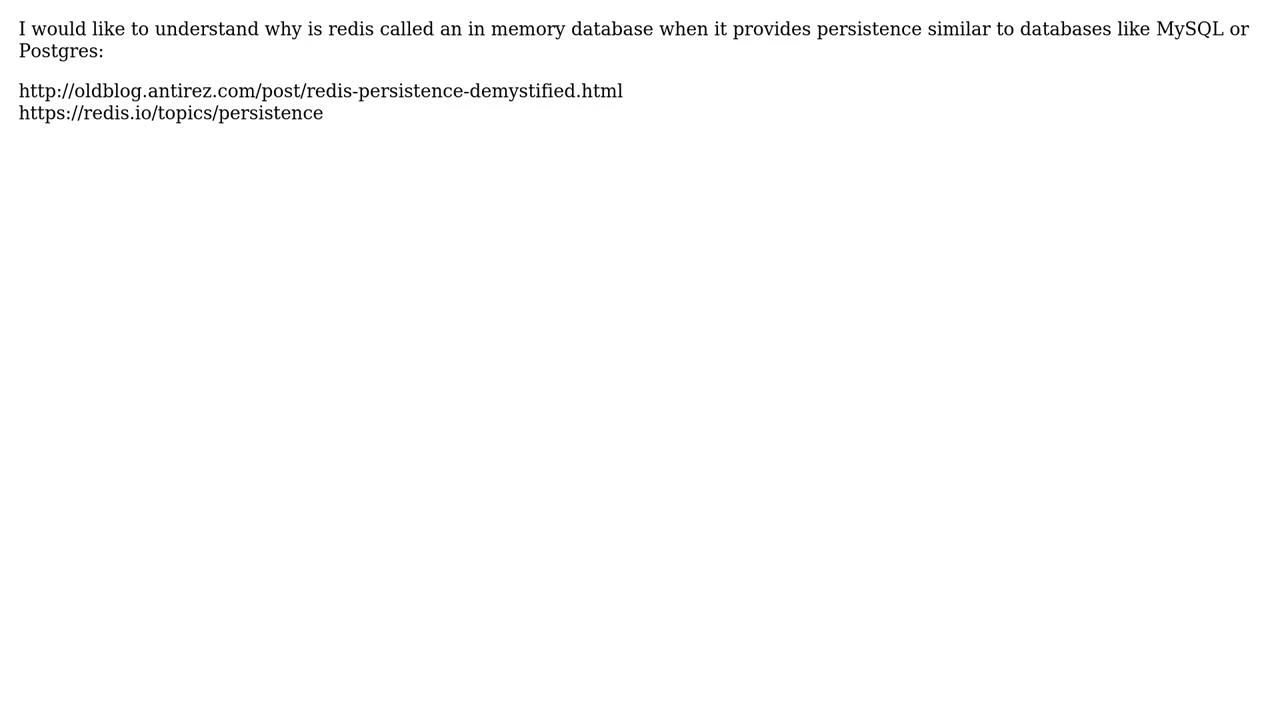 I would like to understand why is redis called an in memory database when it provides persistence similar to databases like MySQL or
Postgres:
http://oldblog.antirez.com/post/redis-persistence-demystified.html
https://redis.io/topics/persistence